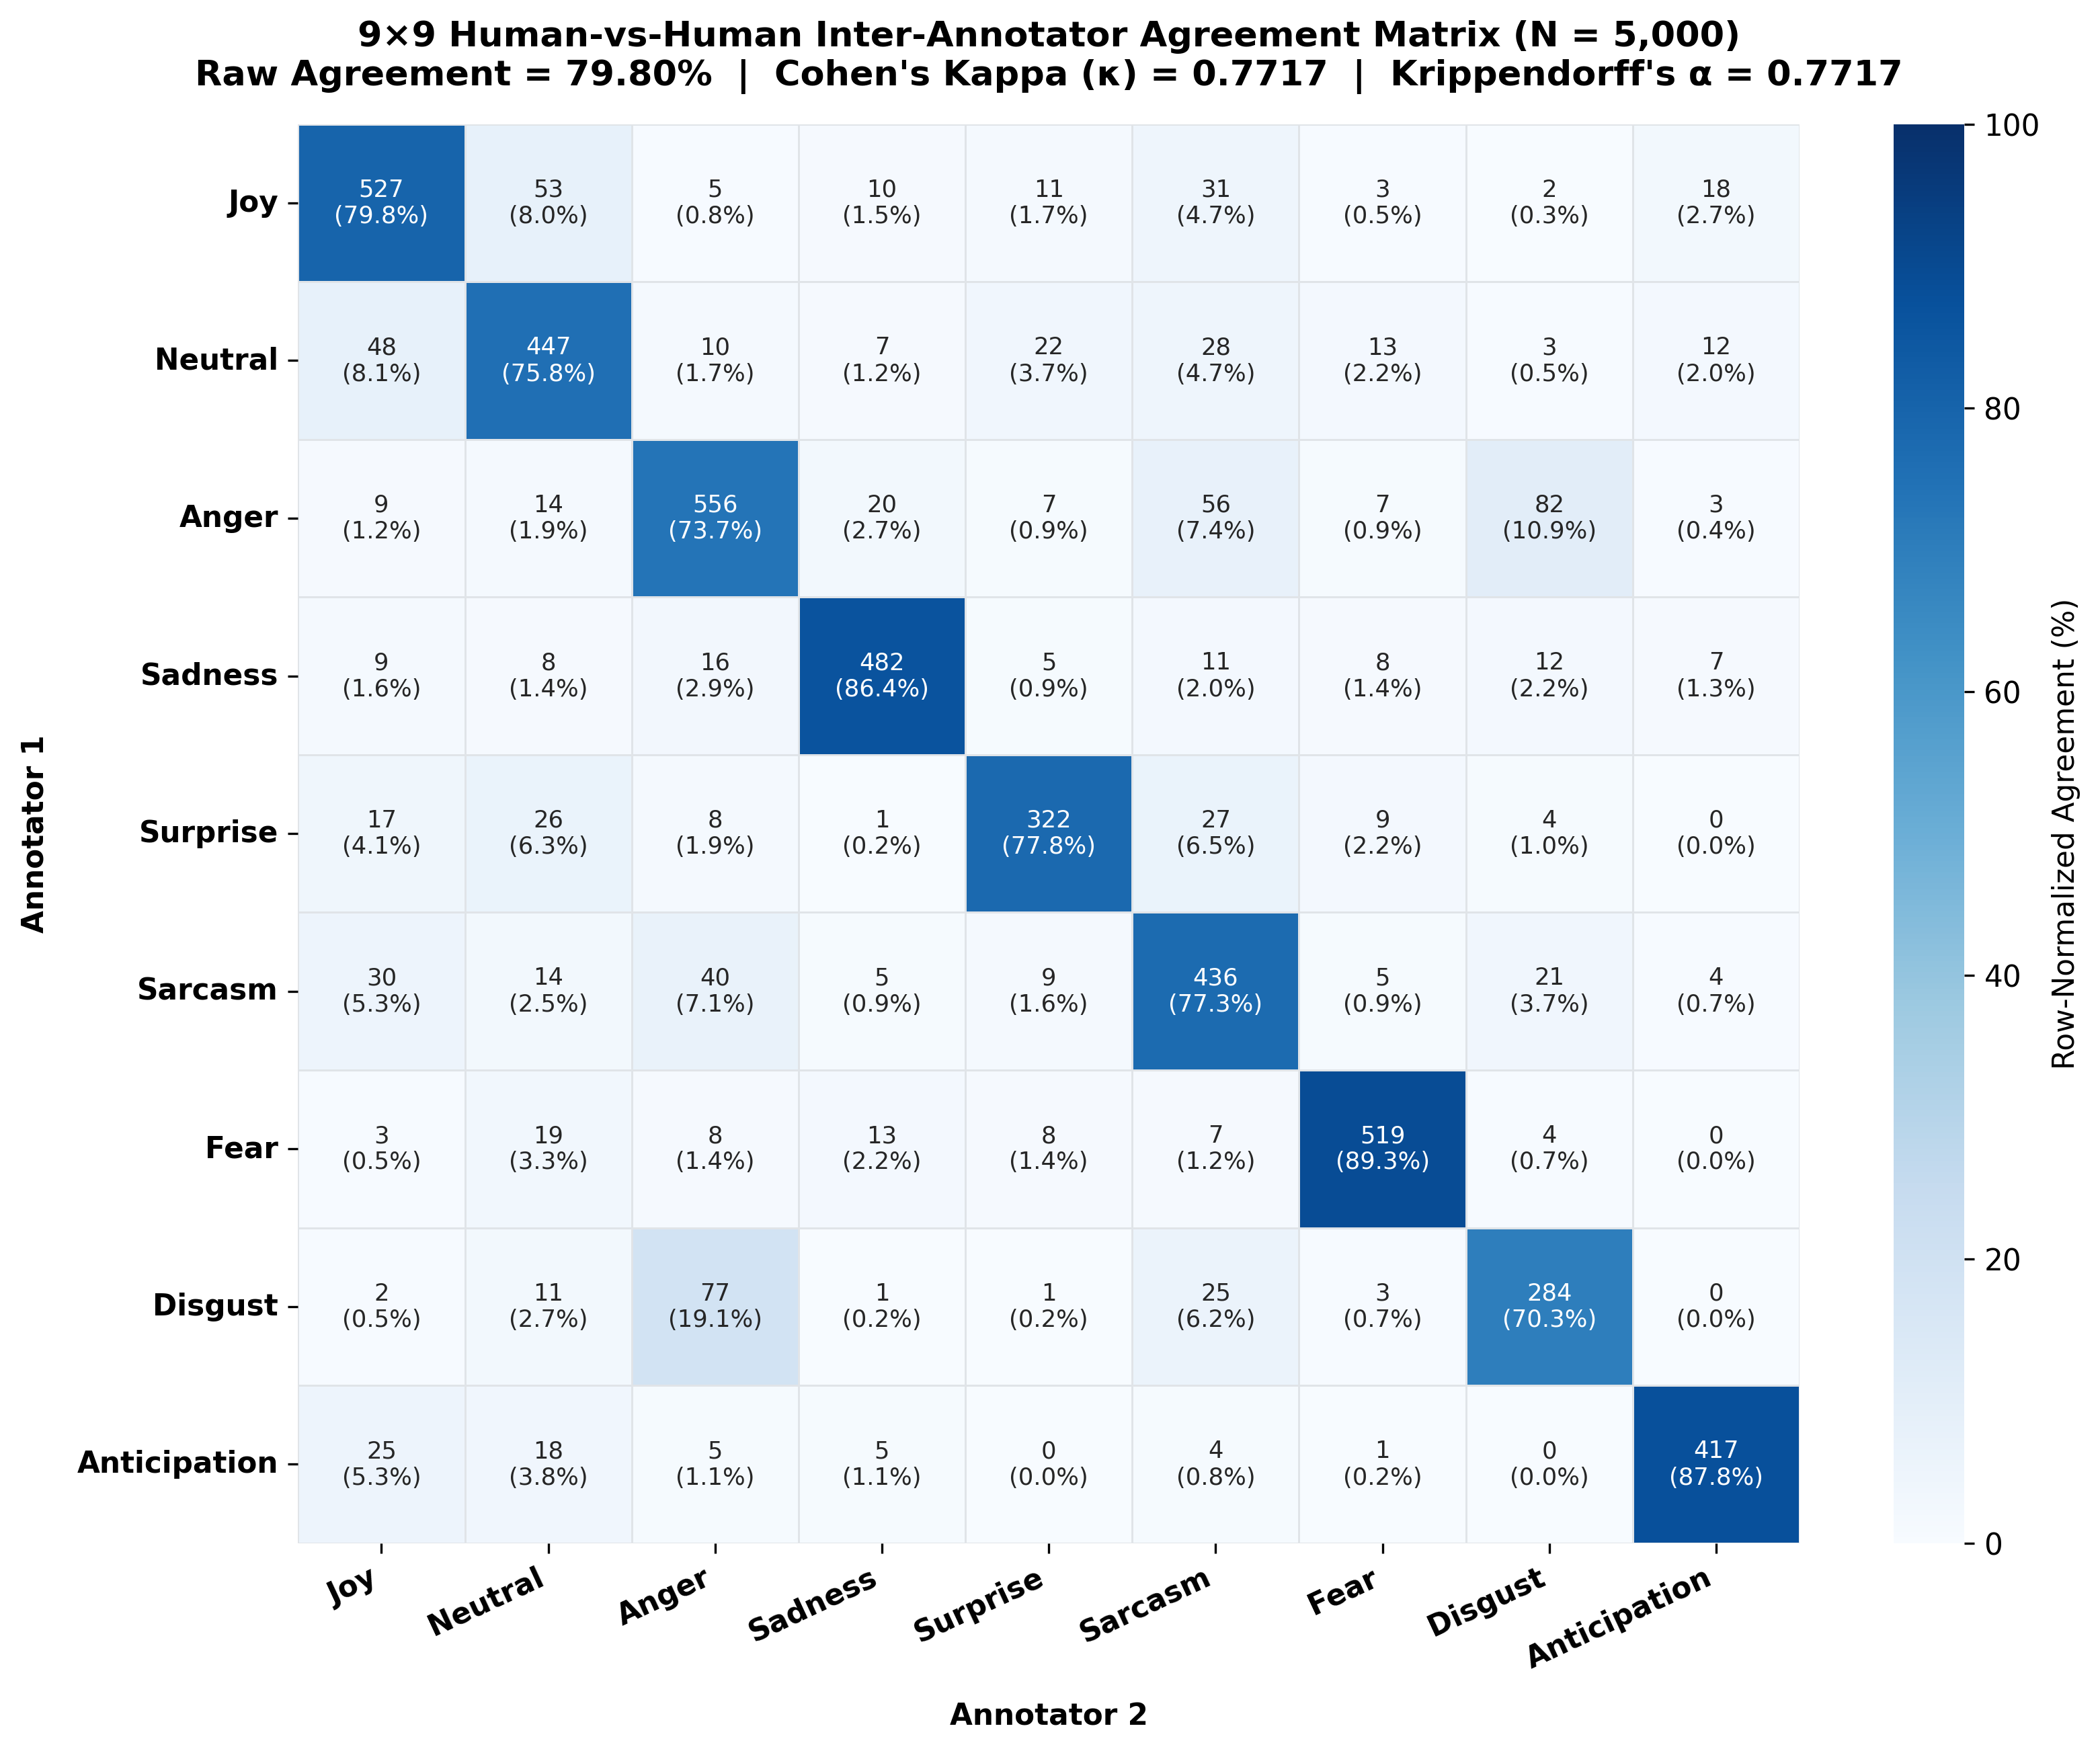 9×9 Human-vs-Human Inter-Annotator Agreement Matrix (N = 5,000)
Raw Agreement = 79.80% | Cohen's Kappa (κ) = 0.7717 | Krippendorff's α = 0.7717
Joy
527 53 5 10 11 31 3 2 18
(79.8%) (8.0%) (0.8%) (1.5%) (1.7%) (4.7%) (0.5%) (0.3%) (2.7%)
Neutral
48 447 10 7 22 28 13 3 12
(8.1%) (75.8%) (1.7%) (1.2%) (3.7%) (4.7%) (2.2%) (0.5%) (2.0%)
Anger
9 14 556 20 7 56 7 82 3
(1.2%) (1.9%) (73.7%) (2.7%) (0.9%) (7.4%) (0.9%) (10.9%) (0.4%)
Sadness
9 8 16 482 5 11 8 12 7
(1.6%) (1.4%) (2.9%) (86.4%) (0.9%) (2.0%) (1.4%) (2.2%) (1.3%)
Surprise
17 26 8 1 322 27 9 4 0
(4.1%) (6.3%) (1.9%) (0.2%) (77.8%) (6.5%) (2.2%) (1.0%) (0.0%)
Sarcasm
30 14 40 5 9 436 5 21 4
(5.3%) (2.5%) (7.1%) (0.9%) (1.6%) (77.3%) (0.9%) (3.7%) (0.7%)
Fear
3 19 8 13 8 7 519 4 0
(0.5%) (3.3%) (1.4%) (2.2%) (1.4%) (1.2%) (89.3%) (0.7%) (0.0%)
Disgust
2 11 77 1 1 25 3 284 0
(0.5%) (2.7%) (19.1%) (0.2%) (0.2%) (6.2%) (0.7%) (70.3%) (0.0%)
Anticipation
25 18 5 5 0 4 1 0 417
(5.3%) (3.8%) (1.1%) (1.1%) (0.0%) (0.8%) (0.2%) (0.0%) (87.8%)
Joy Neutral Anger Sadness Surprise Sarcasm Fear Disgust Anticipation
Annotator 2
Annotator 1
100
80
60
40
20
0
Row-Normalized Agreement (%)